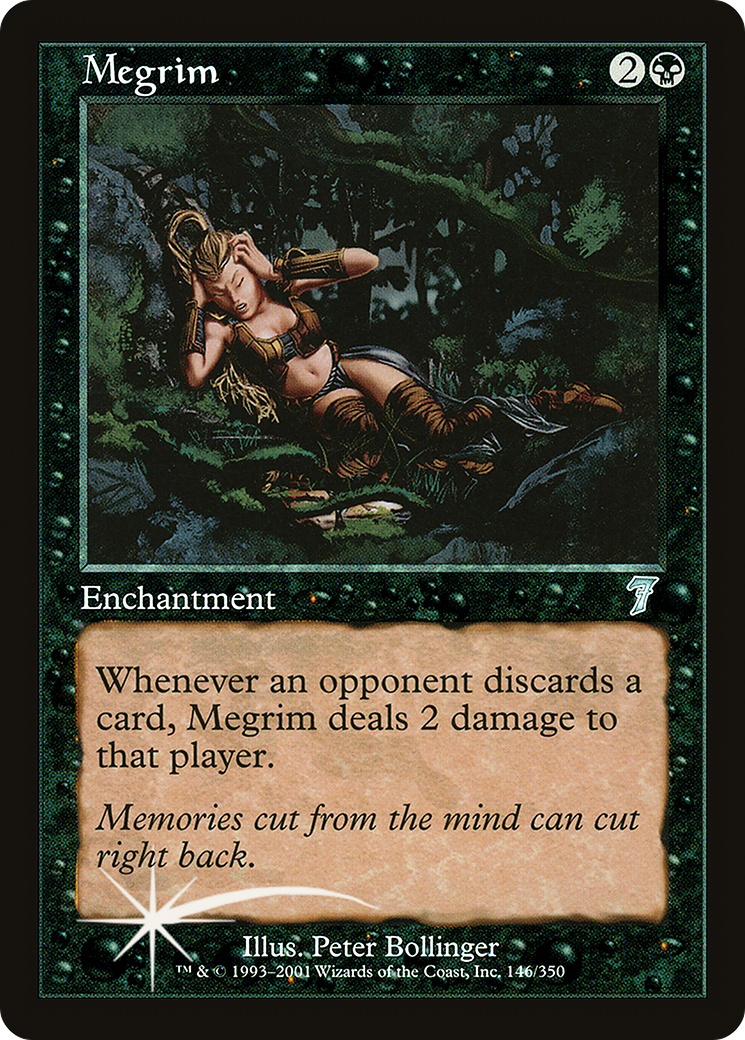 Megrim 2
Enchantment 7
Whenever an opponent discards a
card, Megrim deals 2 damage to
that player.
Memories cut from the mind can cut
right back.
Illus. Peter Bollinger
™ & © 1993–2001 Wizards of the Coast, Inc. 146/350